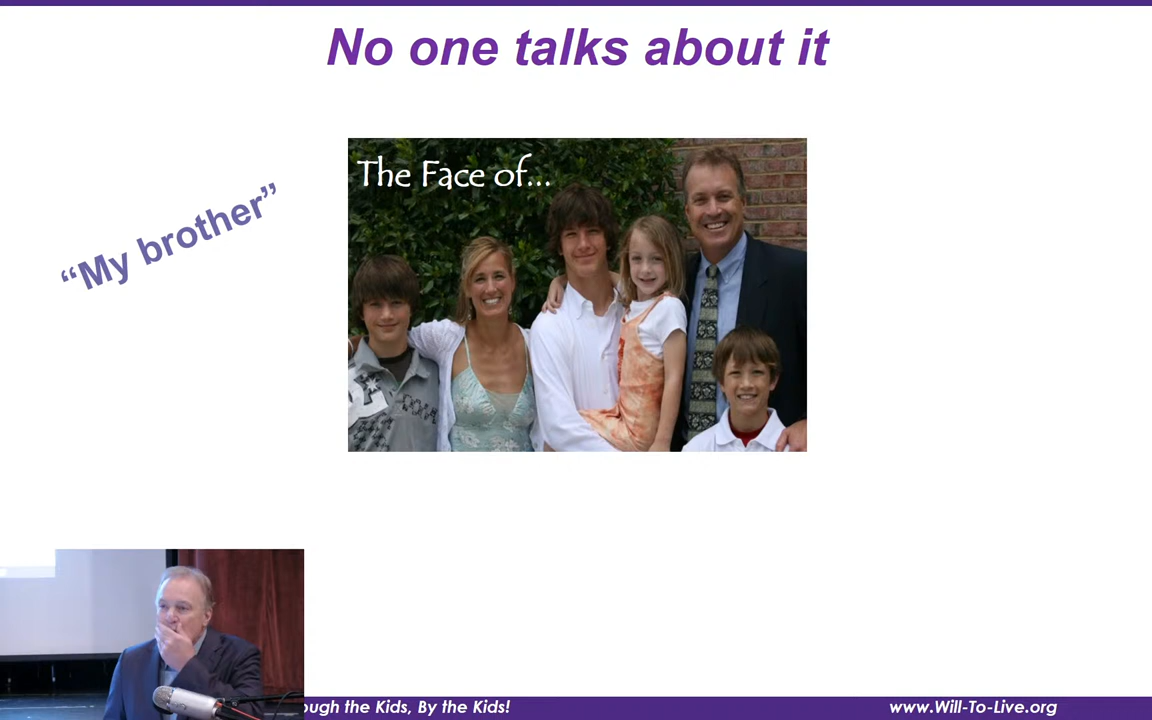 No one talks about it
The Face of...
“My brother”
the Kids, By the Kids!
www.Will-To-Live.org